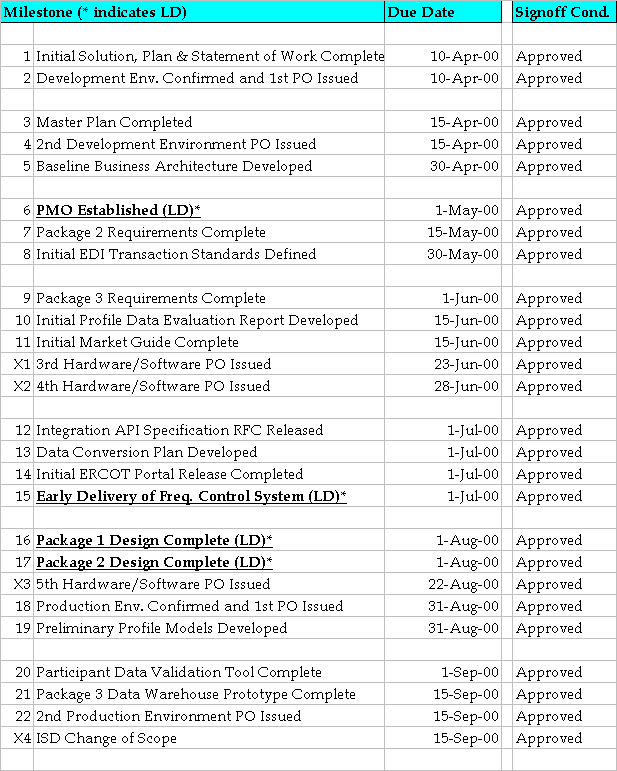 Milestone (* indicates LD) Due Date Signoff Cond.
1 Initial Solution, Plan & Statement of Work Complete 10-Apr-00 Approved
2 Development Env. Confirmed and 1st PO Issued 10-Apr-00 Approved
3 Master Plan Completed 15-Apr-00 Approved
4 2nd Development Environment PO Issued 15-Apr-00 Approved
5 Baseline Business Architecture Developed 30-Apr-00 Approved
6 PMO Established (LD)* 1-May-00 Approved
7 Package 2 Requirements Complete 15-May-00 Approved
8 Initial EDI Transaction Standards Defined 30-May-00 Approved
9 Package 3 Requirements Complete 1-Jun-00 Approved
10 Initial Profile Data Evaluation Report Developed 15-Jun-00 Approved
11 Initial Market Guide Complete 15-Jun-00 Approved
X1 3rd Hardware/Software PO Issued 23-Jun-00 Approved
X2 4th Hardware/Software PO Issued 28-Jun-00 Approved
12 Integration API Specification RFC Released 1-Jul-00 Approved
13 Data Conversion Plan Developed 1-Jul-00 Approved
14 Initial ERCOT Portal Release Completed 1-Jul-00 Approved
15 Early Delivery of Freq. Control System (LD)* 1-Jul-00 Approved
16 Package 1 Design Complete (LD)* 1-Aug-00 Approved
17 Package 2 Design Complete (LD)* 1-Aug-00 Approved
X3 5th Hardware/Software PO Issued 22-Aug-00 Approved
18 Production Env. Confirmed and 1st PO Issued 31-Aug-00 Approved
19 Preliminary Profile Models Developed 31-Aug-00 Approved
20 Participant Data Validation Tool Complete 1-Sep-00 Approved
21 Package 3 Data Warehouse Prototype Complete 15-Sep-00 Approved
22 2nd Production Environment PO Issued 15-Sep-00 Approved
X4 ISD Change of Scope 15-Sep-00 Approved